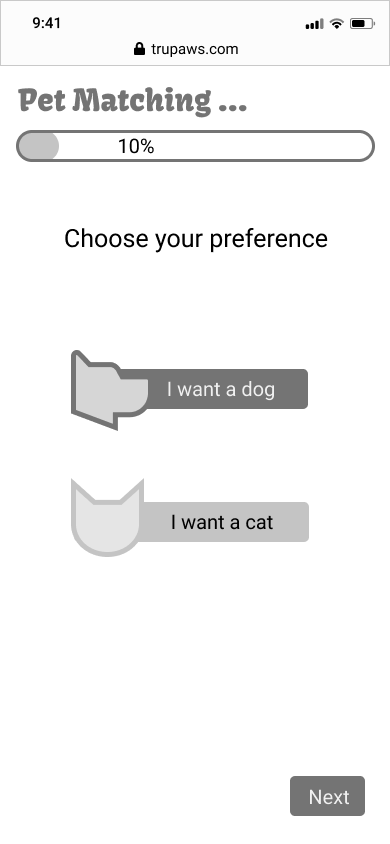 9:41
trupaws.com
Pet Matching ...
10%
Choose your preference
I want a dog
I want a cat
Next